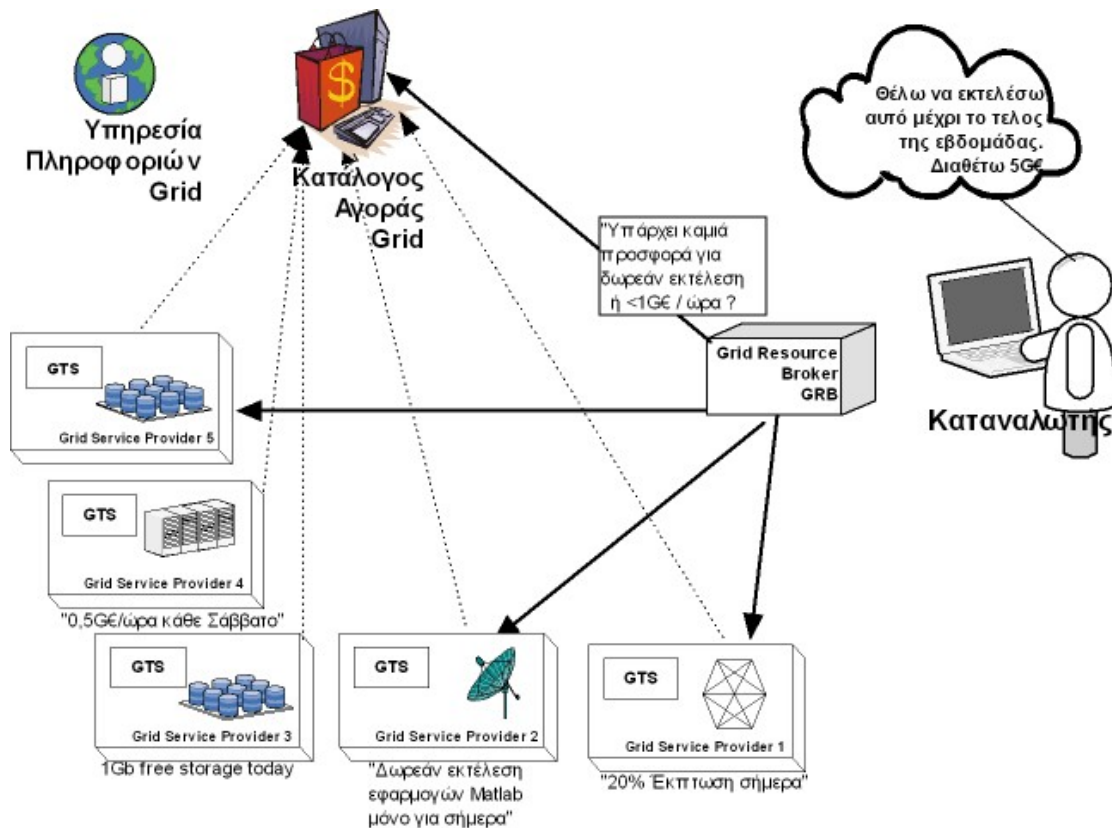 Υπηρεσία
Πληροφοριών
Grid
$
Κατάλογος
Αγοράς
Grid
Θέλω να εκτελέσω
αυτό μέχρι το τελος
της εβδομάδας.
Διαθέτω 5G€
"Υπάρχει καμιά
προσφορά για
δωρεάν εκτέλεση
ή <1G€ / ώρα ?
Grid Resource
Broker
GRB
Καταναλωτής
GTS
Grid Service Provider 5
GTS
Grid Service Provider 4
"0,5G€/ώρα κάθε Σάββατο"
GTS
Grid Service Provider 3
1Gb free storage today
GTS
Grid Service Provider 2
"Δωρεάν εκτέλεση
εφαρμογών Matlab
μόνο για σήμερα"
GTS
Grid Service Provider 1
"20% Έκπτωση σήμερα"